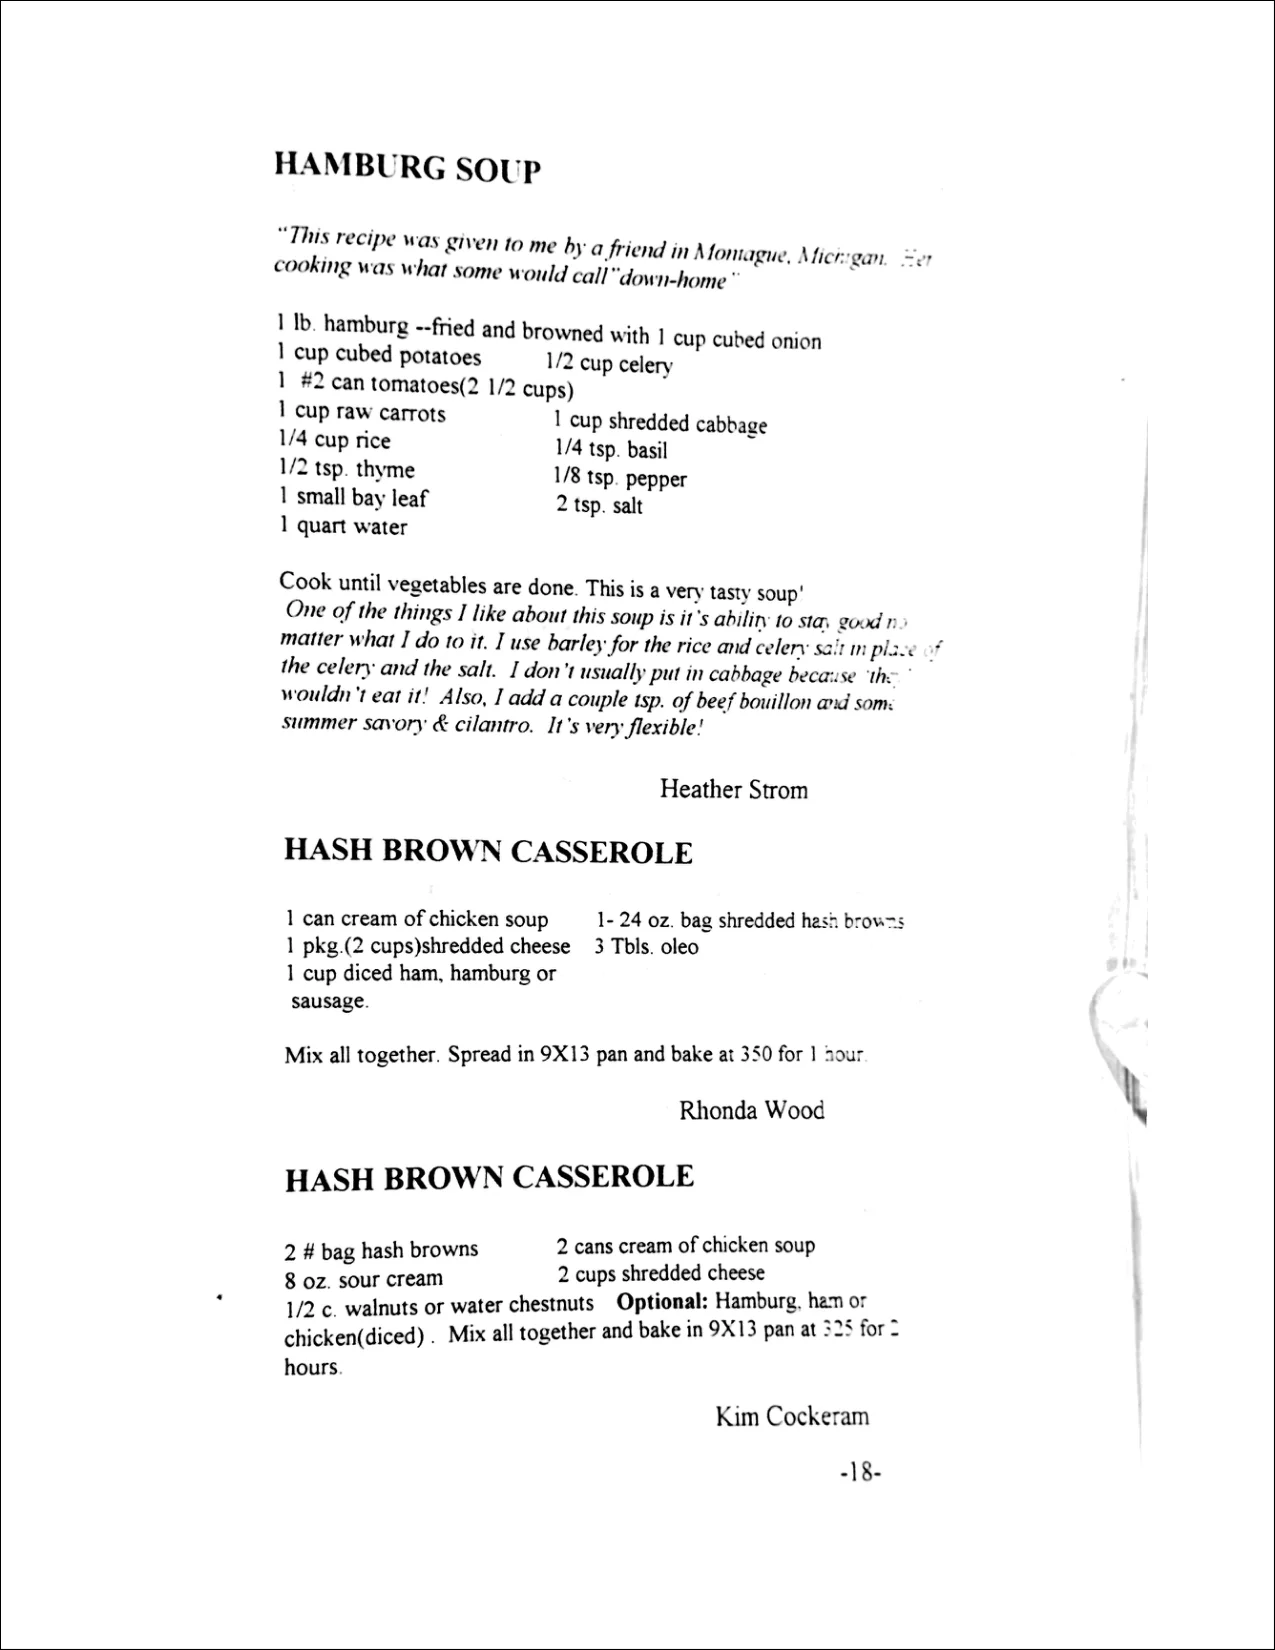 HAMBURG SOUP
"This recipe was given to me by a friend in Montague, Michigan. Her
cooking was what some would call "down-home"
1 lb. hamburg --fried and browned with 1 cup cubed onion
1 cup cubed potatoes 1/2 cup celery
1 #2 can tomatoes(2 1/2 cups)
1 cup raw carrots 1 cup shredded cabbage
1/4 cup rice 1/4 tsp. basil
1/2 tsp. thyme 1/8 tsp. pepper
1 small bay leaf 2 tsp. salt
1 quart water
Cook until vegetables are done. This is a very tasty soup'
One of the things I like about this soup is it's ability to stay good no
matter what I do to it. I use barley for the rice and celery salt in place of
the celery and the salt. I don't usually put in cabbage because
wouldn't eat it! Also, I add a couple tsp. of beef bouillon and some
summer savory & cilantro. It's very flexible!
Heather Strom
HASH BROWN CASSEROLE
1 can cream of chicken soup 1- 24 oz. bag shredded hash browns
1 pkg.(2 cups)shredded cheese 3 Tbls. oleo
1 cup diced ham, hamburg or
sausage.
Mix all together. Spread in 9X13 pan and bake at 350 for 1 hour.
Rhonda Wood
HASH BROWN CASSEROLE
2 # bag hash browns 2 cans cream of chicken soup
8 oz. sour cream 2 cups shredded cheese
1/2 c. walnuts or water chestnuts Optional: Hamburg, ham or
chicken(diced) . Mix all together and bake in 9X13 pan at 325 for 2
hours.
Kim Cockeram
-18-